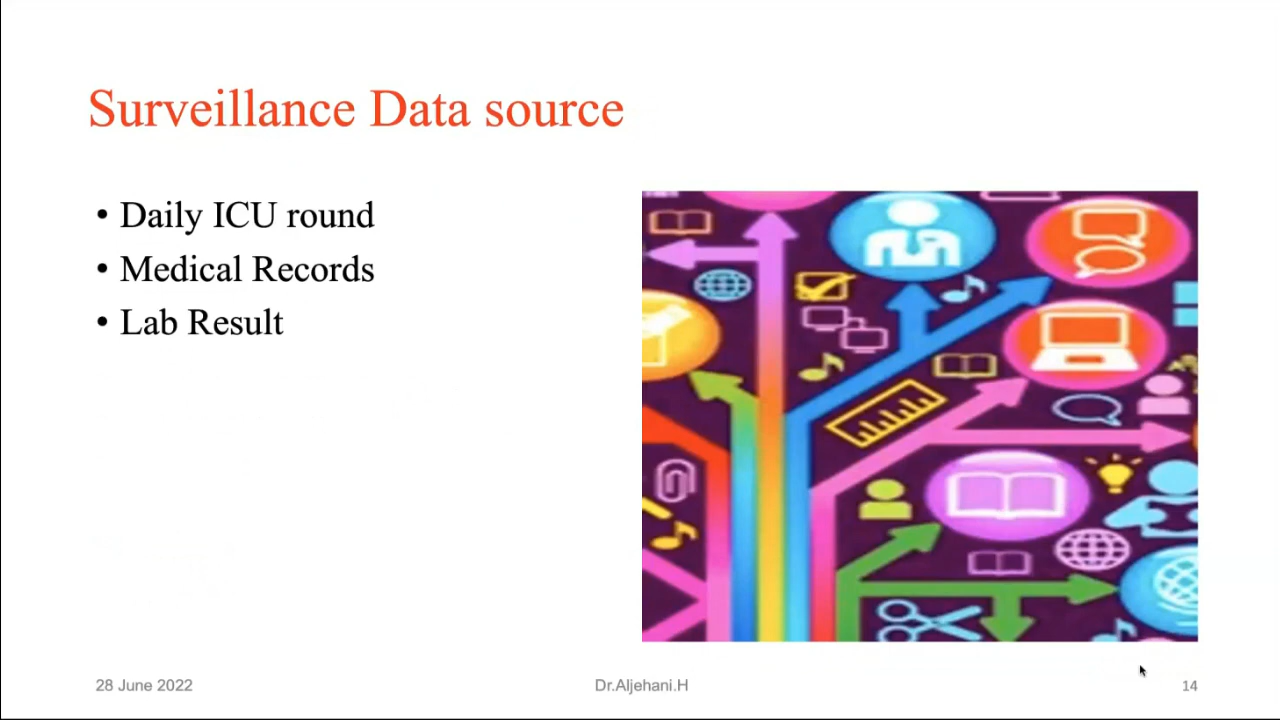 Surveillance Data source
• Daily ICU round
• Medical Records
• Lab Result
28 June 2022
Dr.Aljehani.H
14